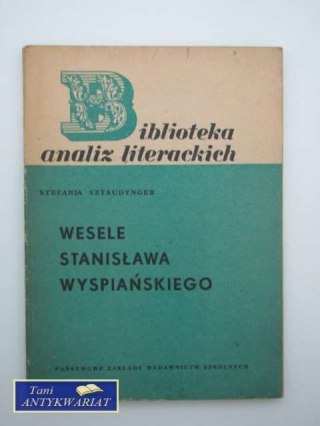 Biblioteka
analiz literackich
STEFANIA SZTAUDYNGER
WESELE
STANISŁAWA
WYSPIAŃSKIEGO
PAŃSTWOWE ZAKŁADY WYDAWNICTW SZKOLNYCH
Tani
ANTYKWARIAT